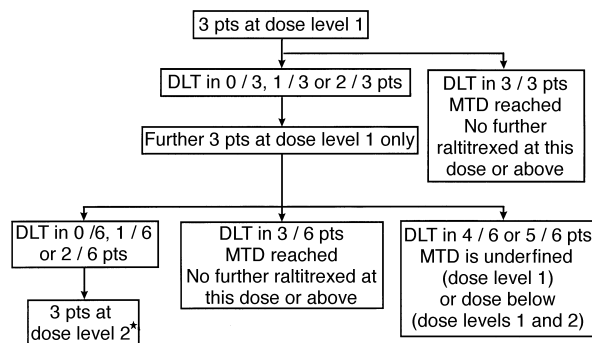 3 pts at dose level 1
DLT in 0 / 3, 1 / 3 or 2 / 3 pts
DLT in 3 / 3 pts
MTD reached
No further
raltitrexed at this
dose or above
Further 3 pts at dose level 1 only
DLT in 0 /6, 1 / 6
or 2 / 6 pts
DLT in 3 / 6 pts
MTD reached
No further raltitrexed at
this dose or above
DLT in 4 / 6 or 5 / 6 pts
MTD is underfined
(dose level 1)
or dose below
(dose levels 1 and 2)
3 pts at
dose level 2★